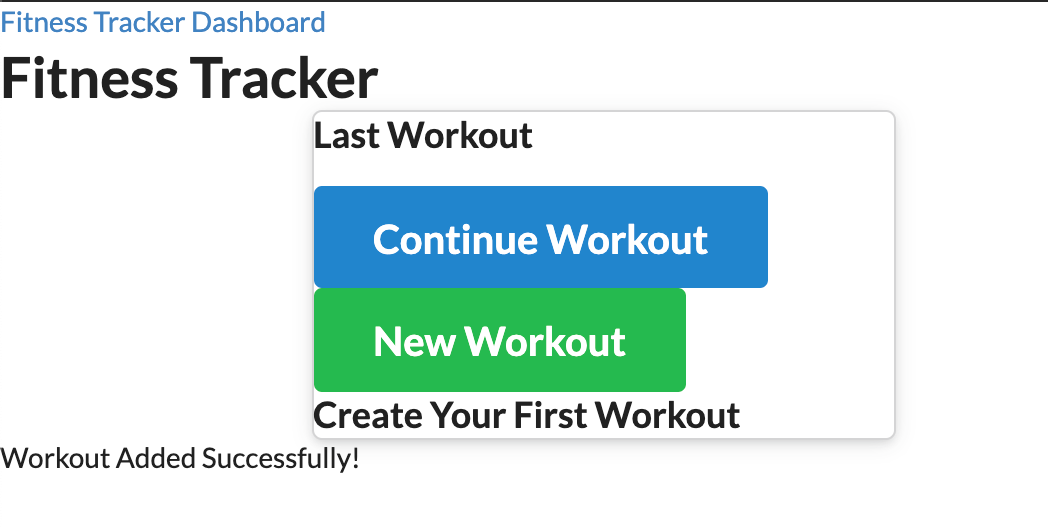 Fitness Tracker Dashboard
Fitness Tracker
Last Workout
Continue Workout
New Workout
Create Your First Workout
Workout Added Successfully!